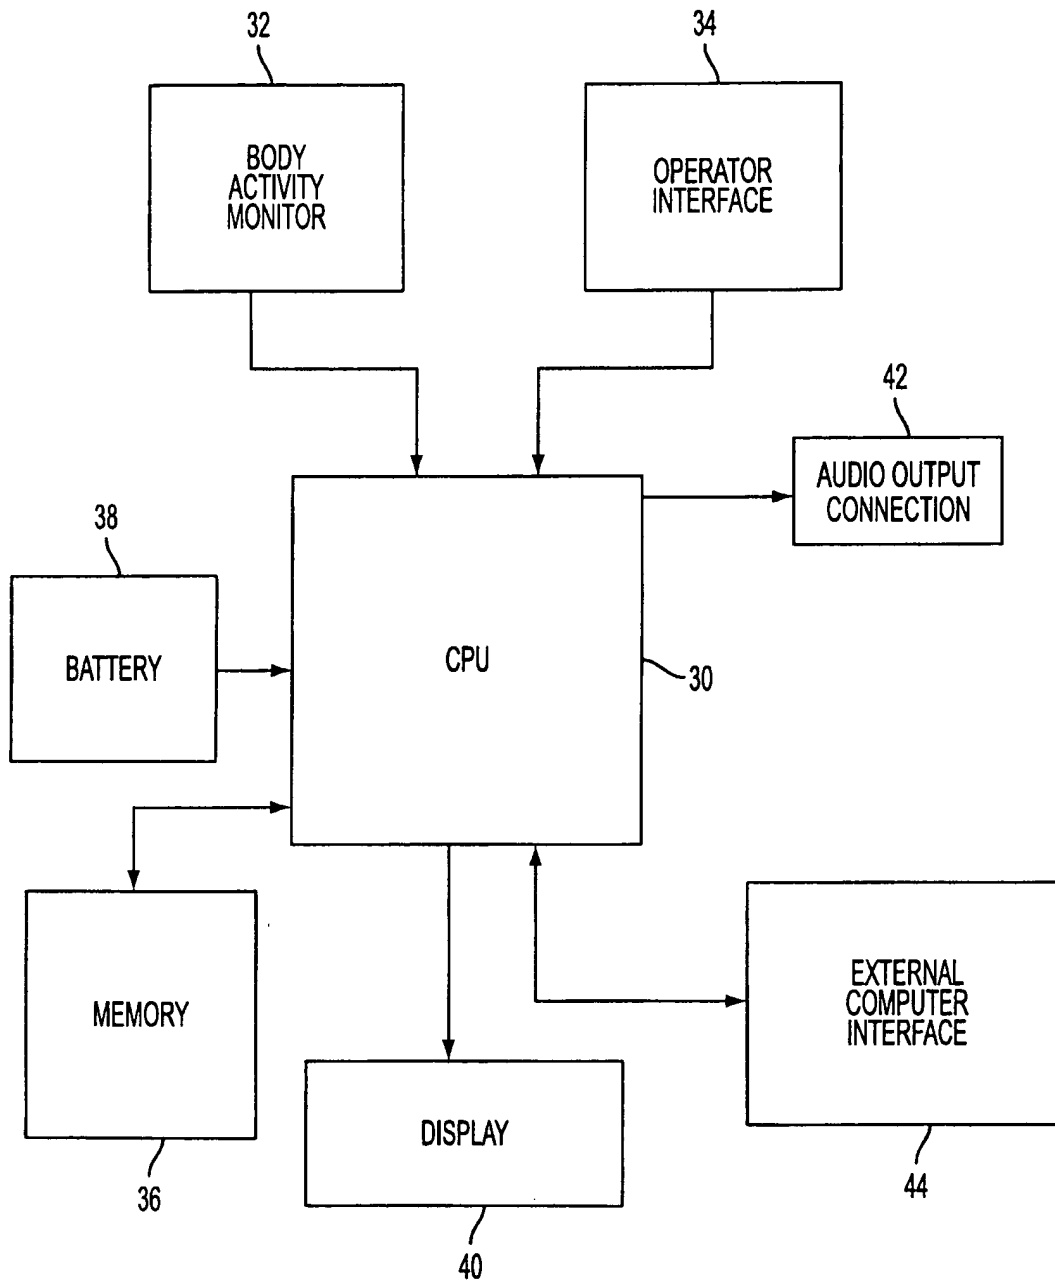 32
34
BODY
ACTIVITY
MONITOR
OPERATOR
INTERFACE
42
AUDIO OUTPUT
CONNECTION
38
BATTERY
CPU
30
MEMORY
EXTERNAL
COMPUTER
INTERFACE
DISPLAY
36
44
40